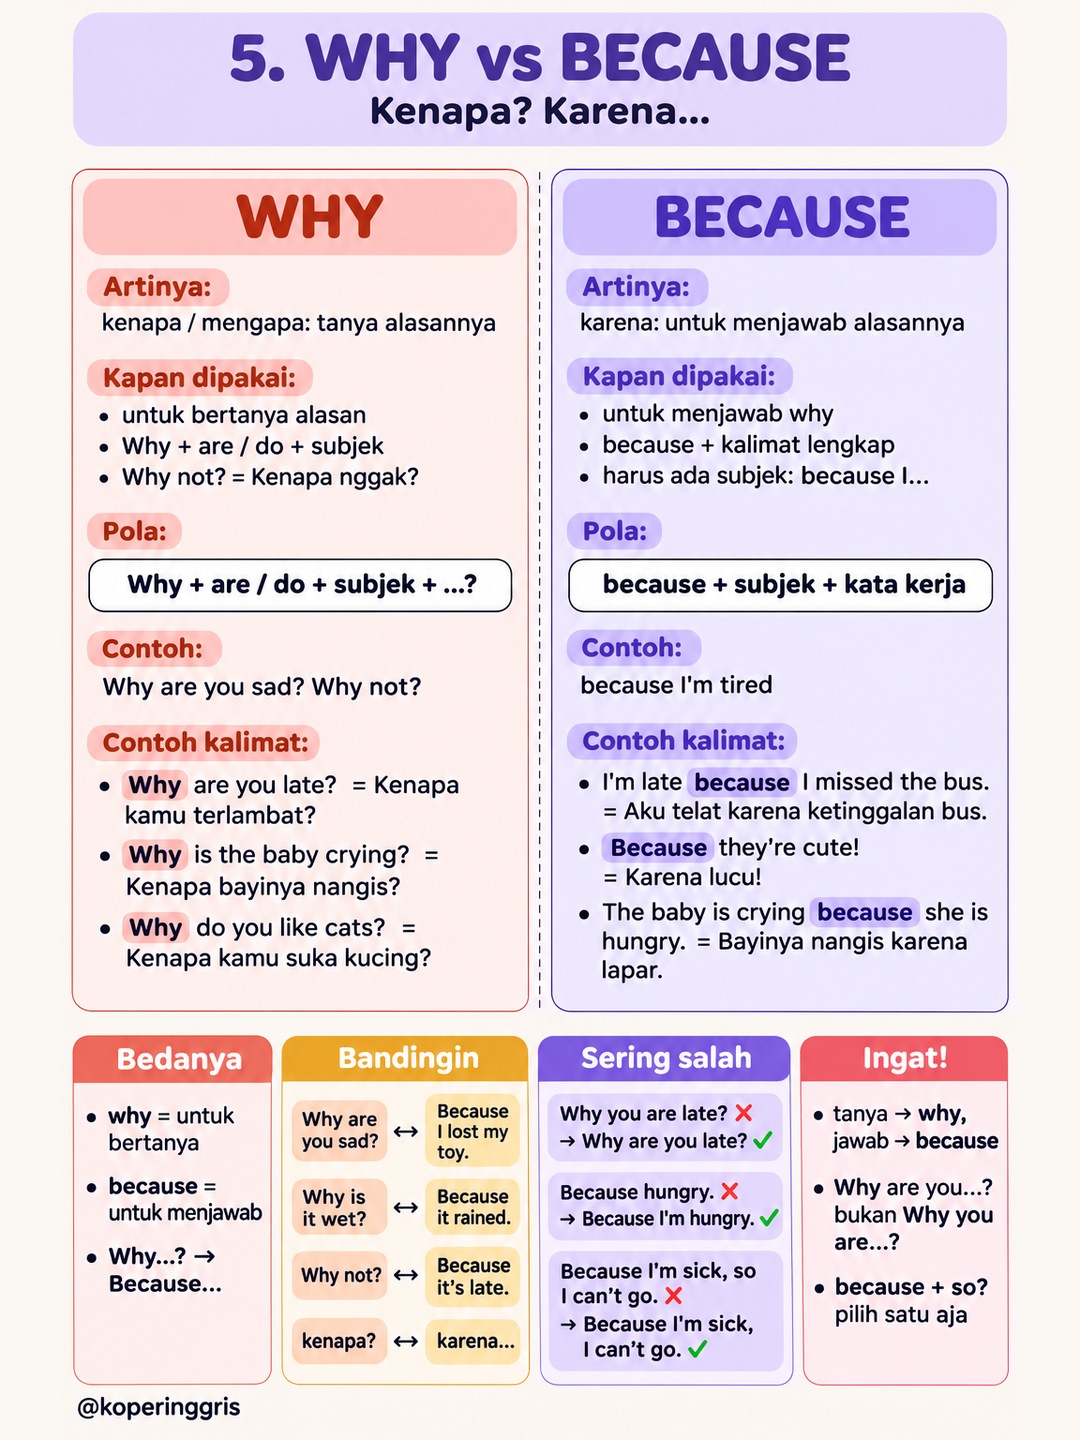 5. WHY vs BECAUSE
Kenapa? Karena...
WHY
Artinya:
kenapa / mengapa: tanya alasannya
Kapan dipakai:
• untuk bertanya alasan
• Why + are / do + subjek
• Why not? = Kenapa nggak?
Pola:
Why + are / do + subjek + ...?
Contoh:
Why are you sad? Why not?
Contoh kalimat:
• Why are you late? = Kenapa
kamu terlambat?
• Why is the baby crying? =
Kenapa bayinya nangis?
• Why do you like cats? =
Kenapa kamu suka kucing?
BECAUSE
Artinya:
karena: untuk menjawab alasannya
Kapan dipakai:
• untuk menjawab why
• because + kalimat lengkap
• harus ada subjek: because I...
Pola:
because + subjek + kata kerja
Contoh:
because I'm tired
Contoh kalimat:
• I'm late because I missed the bus.
= Aku telat karena ketinggalan bus.
• Because they're cute!
= Karena lucu!
• The baby is crying because she is
hungry. = Bayinya nangis karena
lapar.
Bedanya
• why = untuk
bertanya
• because =
untuk menjawab
• Why...? →
Because...
Bandingin
Why are
you sad?
↔
Because
I lost my
toy.
Why is
it wet?
↔
Because
it rained.
Why not?
↔
Because
it's late.
kenapa? ↔ karena...
Sering salah
Why you are late? ❌
→ Why are you late? ✓
Because hungry. ❌
→ Because I'm hungry. ✓
Because I'm sick, so
I can't go. ❌
→ Because I'm sick,
I can't go. ✓
Ingat!
• tanya → why,
jawab → because
• Why are you...?
bukan Why you
are...?
• because + so?
pilih satu aja
@koperinggris